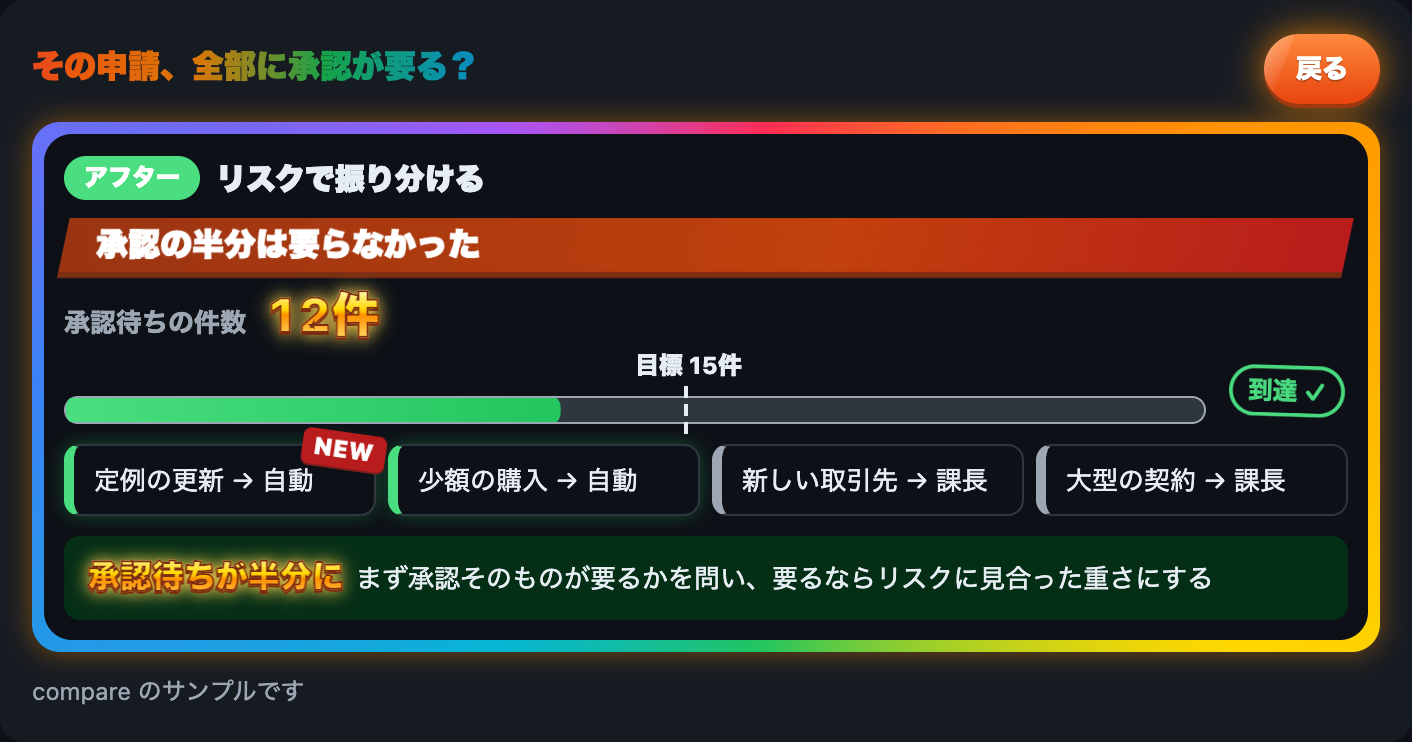 その申請、全部に承認が要る？
戻る
アフター リスクで振り分ける
承認の半分は要らなかった
承認待ちの件数 12件
目標 15件
到達 ✓
NEW
定例の更新 → 自動
少額の購入 → 自動
新しい取引先 → 課長
大型の契約 → 課長
承認待ちが半分に まず承認そのものが要るかを問い、要るならリスクに見合った重さにする
compare のサンプルです